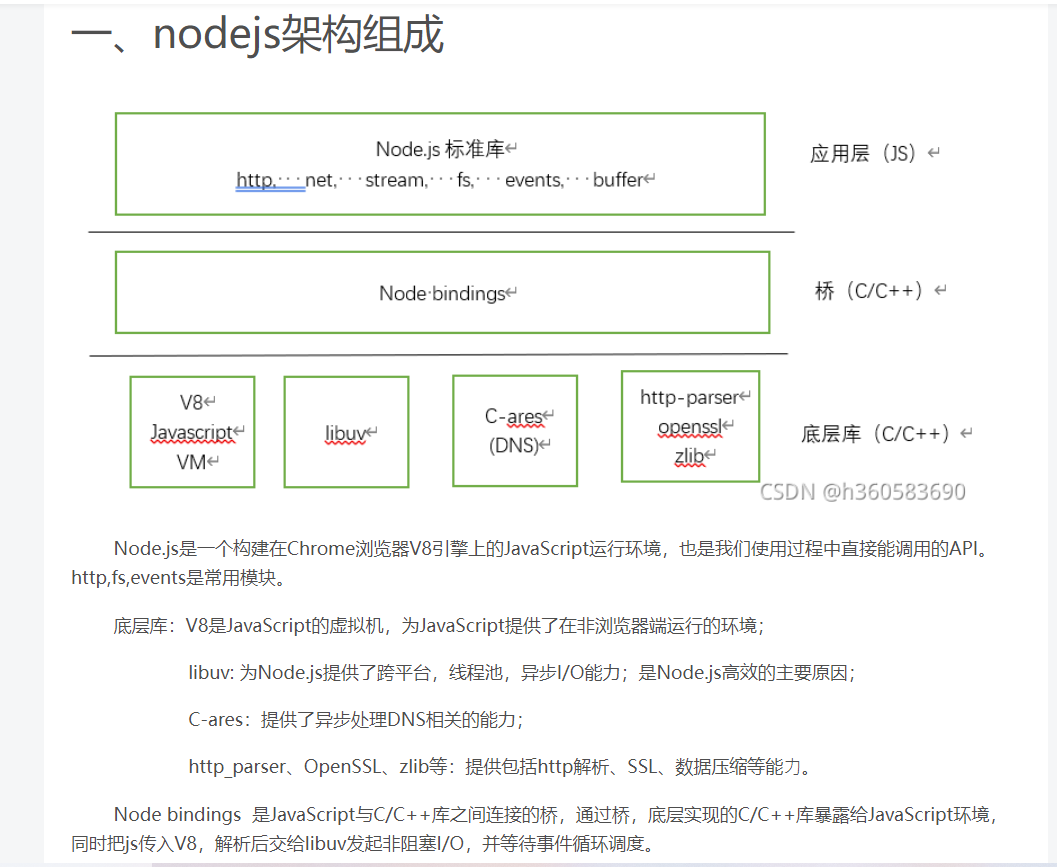 一、nodejs架构组成
Node.js 标准库↵
http,···net,···stream,···fs,···events,···buffer↵
应用层（JS）↵
Node·bindings↵
桥（C/C++）↵
V8↵
Javascript↵
VM↵
libuv↵
C-ares↵
(DNS)↵
http-parser↵
openssl↵
zlib↵
底层库（C/C++）↵
CSDN @h360583690
Node.js是一个构建在Chrome浏览器V8引擎上的JavaScript运行环境，也是我们使用过程中直接能调用的API。
http,fs,events是常用模块。
底层库：V8是JavaScript的虚拟机，为JavaScript提供了在非浏览器端运行的环境；
libuv: 为Node.js提供了跨平台，线程池，异步I/O能力；是Node.js高效的主要原因；
C-ares：提供了异步处理DNS相关的能力；
http_parser、OpenSSL、zlib等：提供包括http解析、SSL、数据压缩等能力。
Node bindings 是JavaScript与C/C++库之间连接的桥，通过桥，底层实现的C/C++库暴露给JavaScript环境，
同时把js传入V8，解析后交给libuv发起非阻塞I/O，并等待事件循环调度。